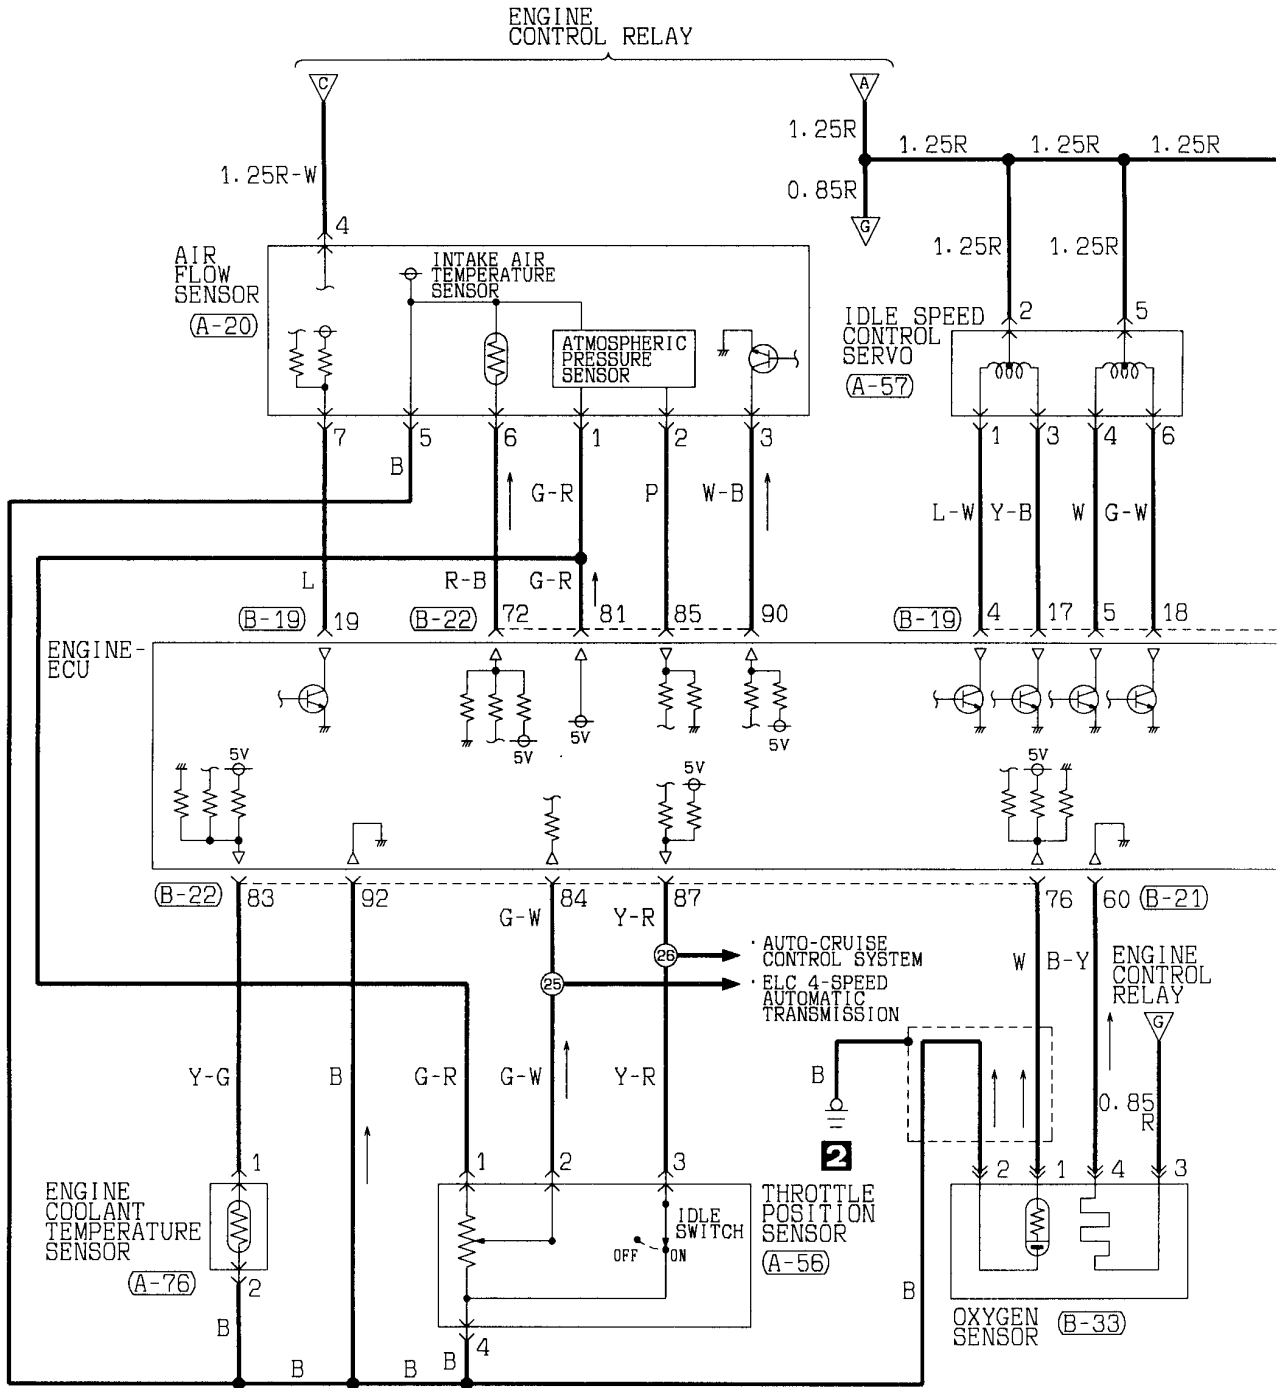 ENGINE
CONTROL RELAY
C
A
1.25R
1.25R
1.25R
1.25R
1.25R-W
0.85R
G
4
1.25R
1.25R
AIR
FLOW
SENSOR
(A-20)
INTAKE AIR
TEMPERATURE
SENSOR
ATMOSPHERIC
PRESSURE
SENSOR
IDLE SPEED
CONTROL
SERVO
(A-57)
2
5
7
5
6
1
2
3
1
3
4
6
B
G-R
P
W-B
L-W
Y-B
W
G-W
L
R-B
G-R
(B-19)
19
(B-22)
72
81
85
90
(B-19)
4
17
5
18
ENGINE-
ECU
5V
5V
5V
5V
5V
5V
(B-22)
83
92
84
87
76
60
(B-21)
G-W
Y-R
26
· AUTO-CRUISE
CONTROL SYSTEM
25
· ELC 4-SPEED
AUTOMATIC
TRANSMISSION
W
B-Y
ENGINE
CONTROL
RELAY
G
Y-G
B
G-R
G-W
Y-R
B
0.85
R
2
1
1
2
3
2
1
4
3
ENGINE
COOLANT
TEMPERATURE
SENSOR
(A-76)
2
IDLE
SWITCH
OFF
ON
THROTTLE
POSITION
SENSOR
(A-56)
B
OXYGEN
SENSOR
(B-33)
B
4
B
B
B